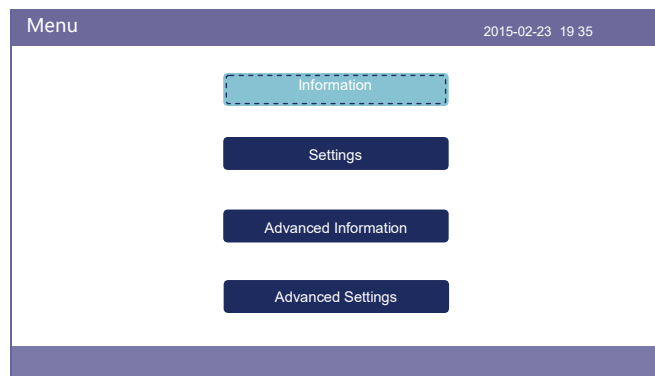 Menu
2015-02-23 19 35
Information
Settings
Advanced Information
Advanced Settings